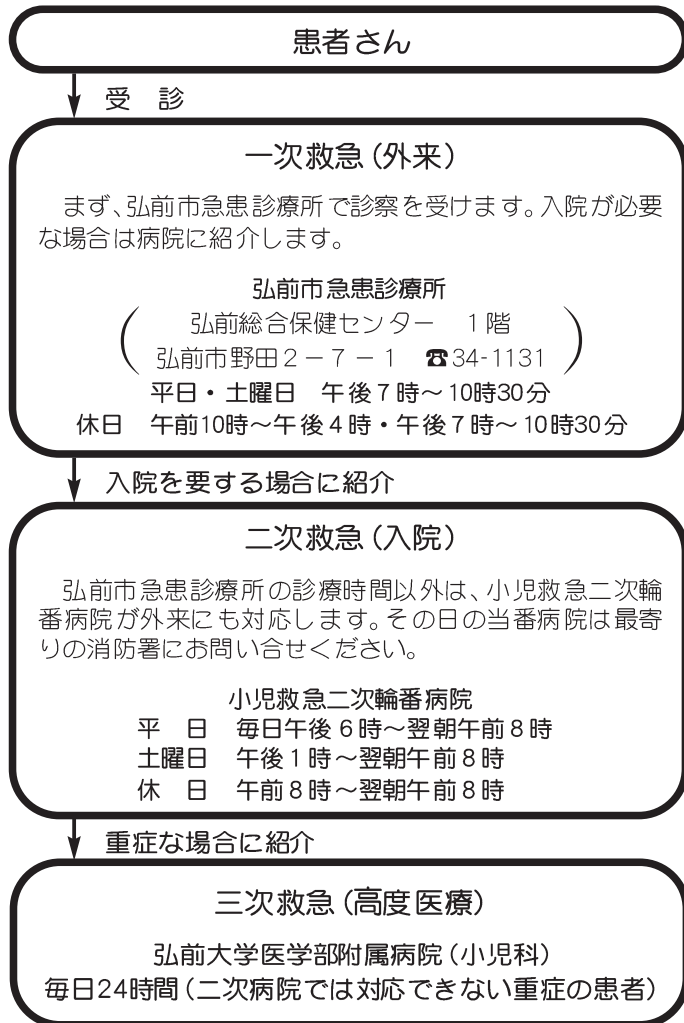 患者さん
受　診
一次救急（外来）
　まず、弘前市急患診療所で診察を受けます。入院が必要
な場合は病院に紹介します。
弘前市急患診療所
弘前総合保健センター　１階
弘前市野田２－７－１　☎34-1131
平日・土曜日　午後７時～10時30分
休日　午前10時～午後４時・午後７時～10時30分
入院を要する場合に紹介
二次救急（入院）
　弘前市急患診療所の診療時間以外は、小児救急二次輪
番病院が外来にも対応します。その日の当番病院は最寄
りの消防署にお問い合せください。
小児救急二次輪番病院
平　日　毎日午後６時～翌朝午前８時
土曜日　午後１時～翌朝午前８時
休　日　午前８時～翌朝午前８時
重症な場合に紹介
三次救急（高度医療）
弘前大学医学部附属病院（小児科）
毎日24時間（二次病院では対応できない重症の患者）